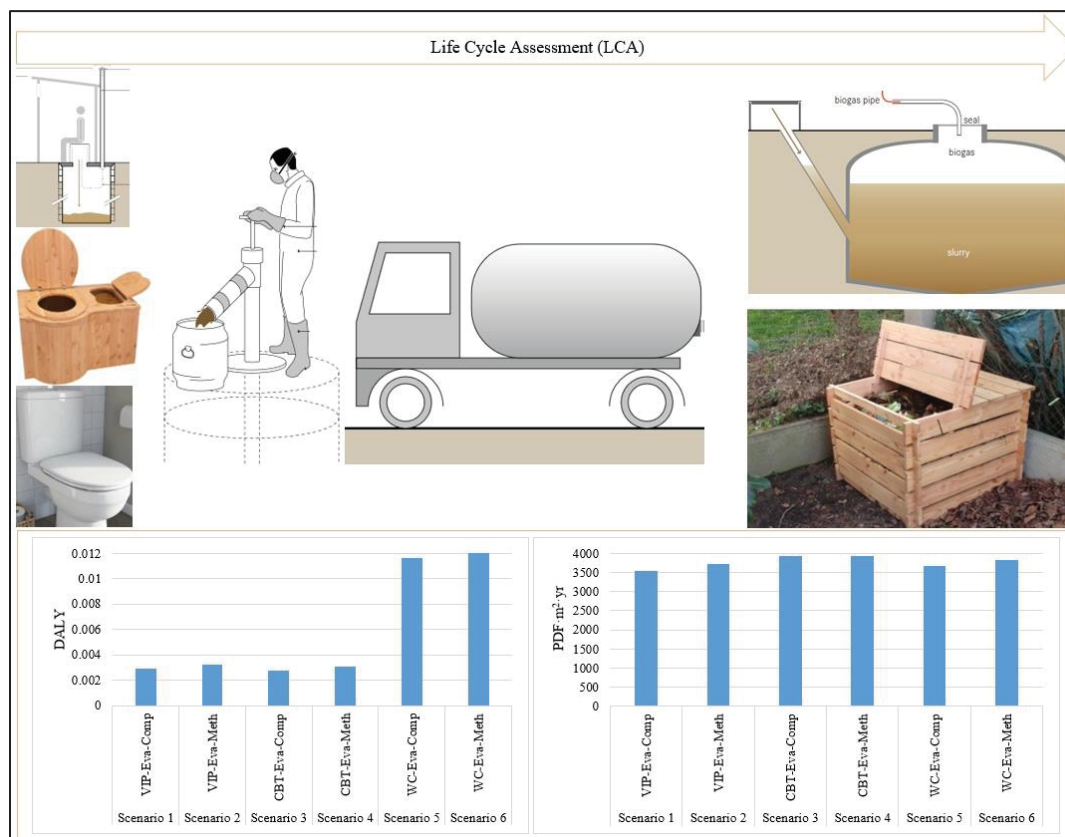 Life Cycle Assessment (LCA)
biogas pipe
seal
biogas
slurry
DALY
0.012
0.01
0.008
0.006
0.004
0.002
0
VIP-Eva-Comp
VIP-Eva-Meth
CBT-Eva-Comp
CBT-Eva-Meth
WC-Eva-Comp
WC-Eva-Meth
Scenario 1
Scenario 2
Scenario 3
Scenario 4
Scenario 5
Scenario 6
PDF·m²·yr
4000
3500
3000
2500
2000
1500
1000
500
0
VIP-Eva-Comp
VIP-Eva-Meth
CBT-Eva-Comp
CBT-Eva-Meth
WC-Eva-Comp
WC-Eva-Meth
Scenario 1
Scenario 2
Scenario 3
Scenario 4
Scenario 5
Scenario 6